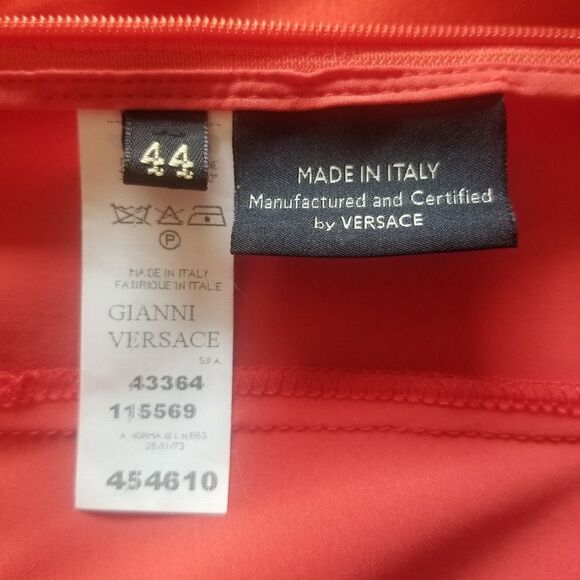 44
MADE IN ITALY
Manufactured and Certified
by VERSACE
P
MADE IN ITALY
FABRIQUE IN ITALIE
GIANNI
VERSACE
S.P.A.
43364
115569
A NORMA DI L.N.883
26/11/73
454610